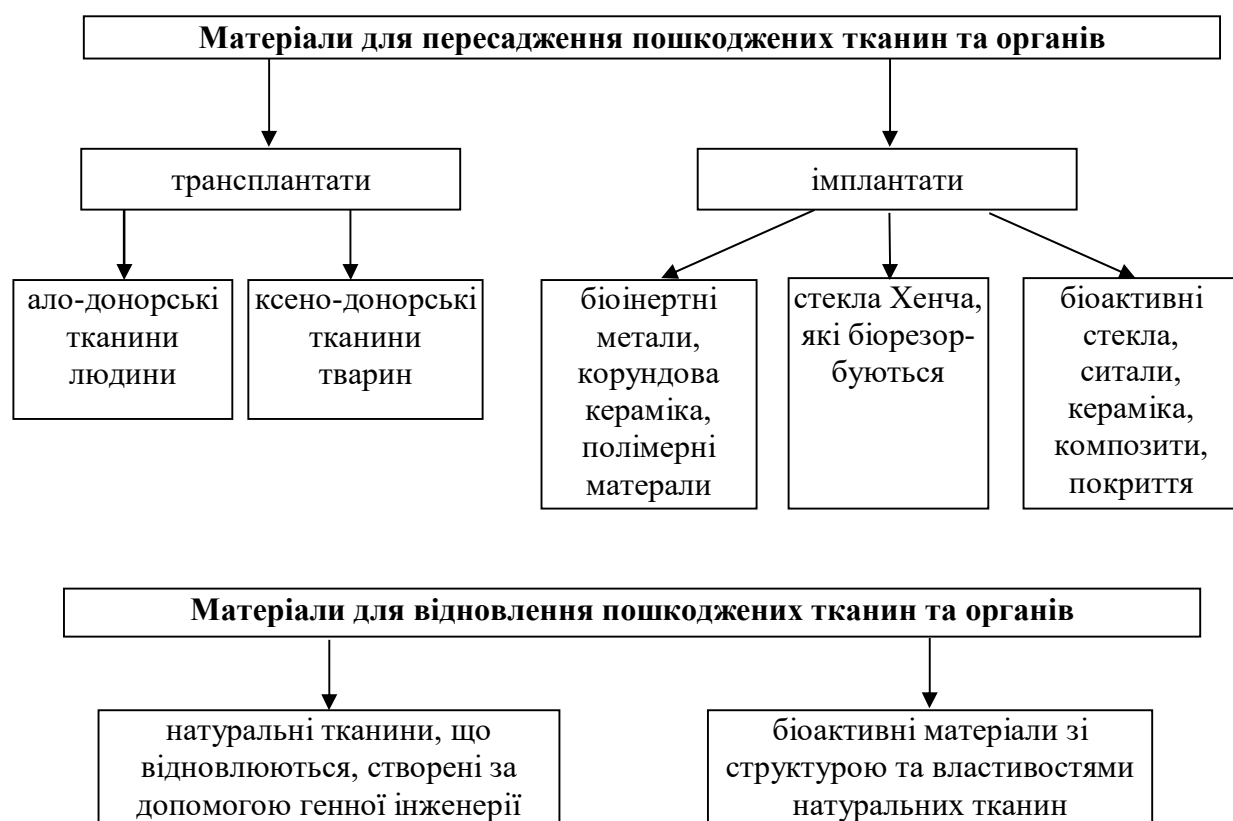 Матеріали для пересадження пошкоджених тканин та органів
трансплантати
імплантати
ало-донорські
тканини
людини
ксено-донорські
тканини
тварин
біоінертні
метали,
корундова
кераміка,
полімерні
матерали
стекла Хенча,
які біорезор-
буються
біоактивні
стекла,
ситали,
кераміка,
композити,
покриття
Матеріали для відновлення пошкоджених тканин та органів
натуральні тканини, що
відновлюються, створені за
допомогою генної інженерії
біоактивні матеріали зі
структурою та властивостями
натуральних тканин